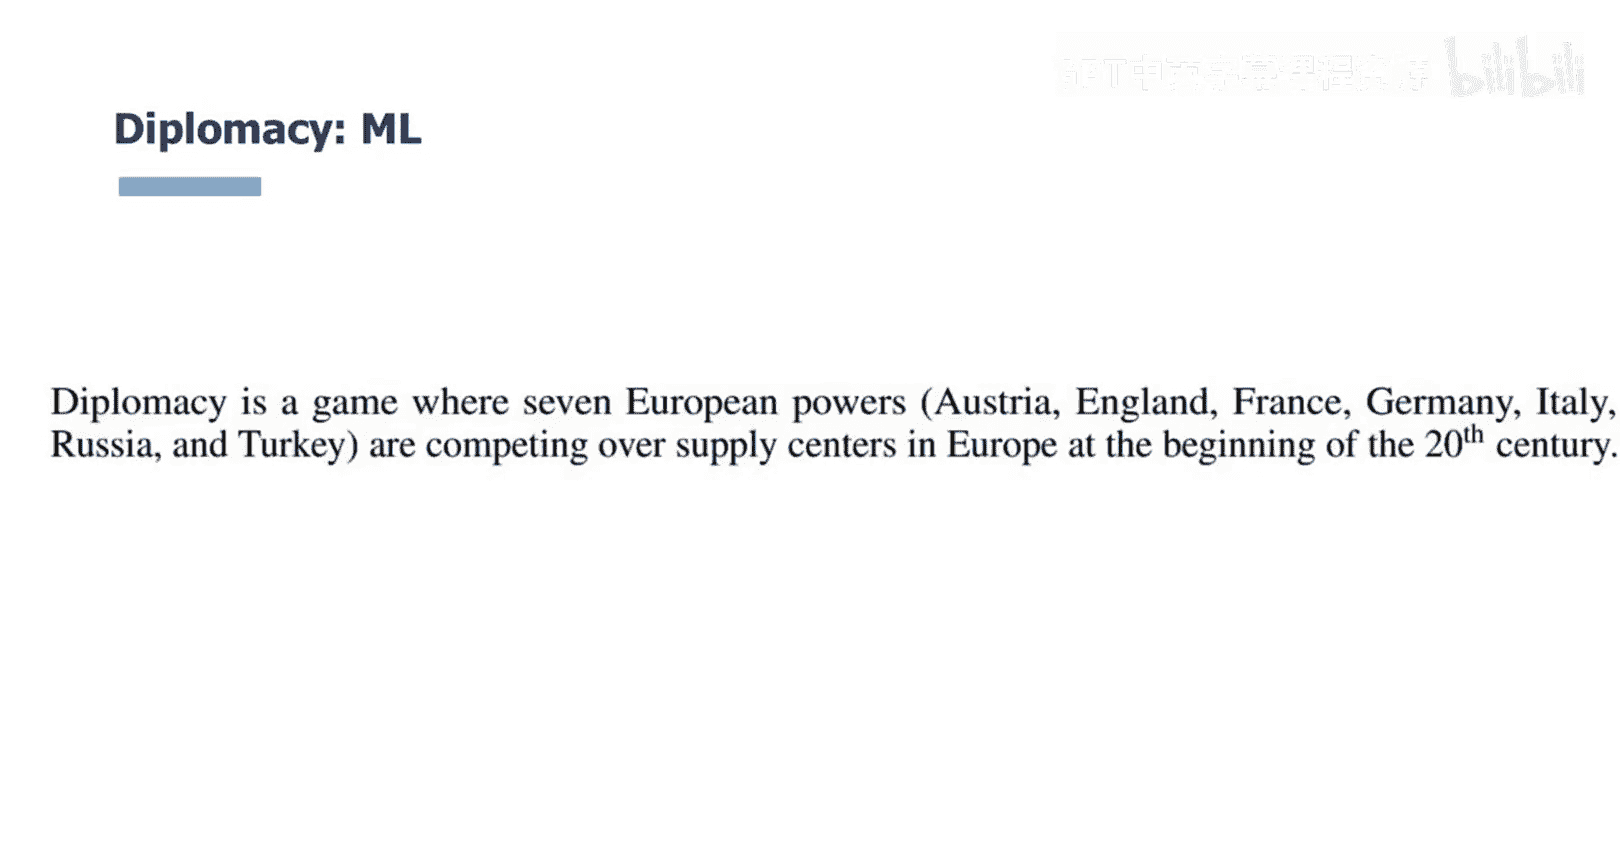 bilibili
Diplomacy: ML
Diplomacy is a game where seven European powers (Austria, England, France, Germany, Italy,
Russia, and Turkey) are competing over supply centers in Europe at the beginning of the 20th century.